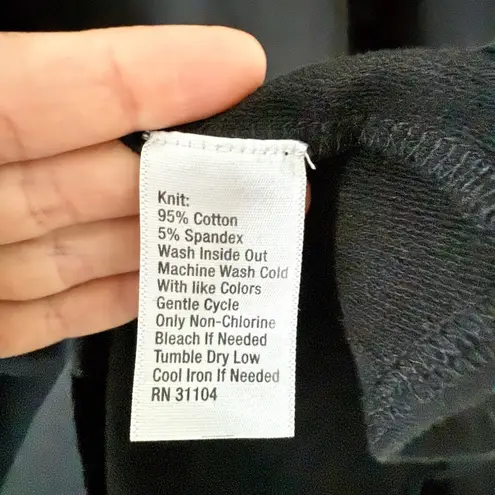 Knit:
95% Cotton
5% Spandex
Wash Inside Out
Machine Wash Cold
With like Colors
Gentle Cycle
Only Non-Chlorine
Bleach If Needed
Tumble Dry Low
Cool Iron If Needed
RN 31104